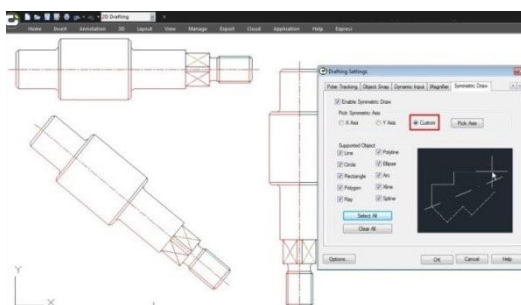 2D Drafting
Home Insert Annotation 3D Layout View Manage Export Cloud Application Help Express
Drafting Settings
Polar Tracking Object Snap Dynamic Input Magnifier Symmetric Draw
Enable Symmetric Draw
Pick Symmetric Axis
X Axis Y Axis Custom Pick Axis
Supported Object
Line Polyline
Circle Ellipse
Rectangle Arc
Polygon Xline
Ray Spline
Select All
Clear All
Options... OK Cancel Help
Y
X